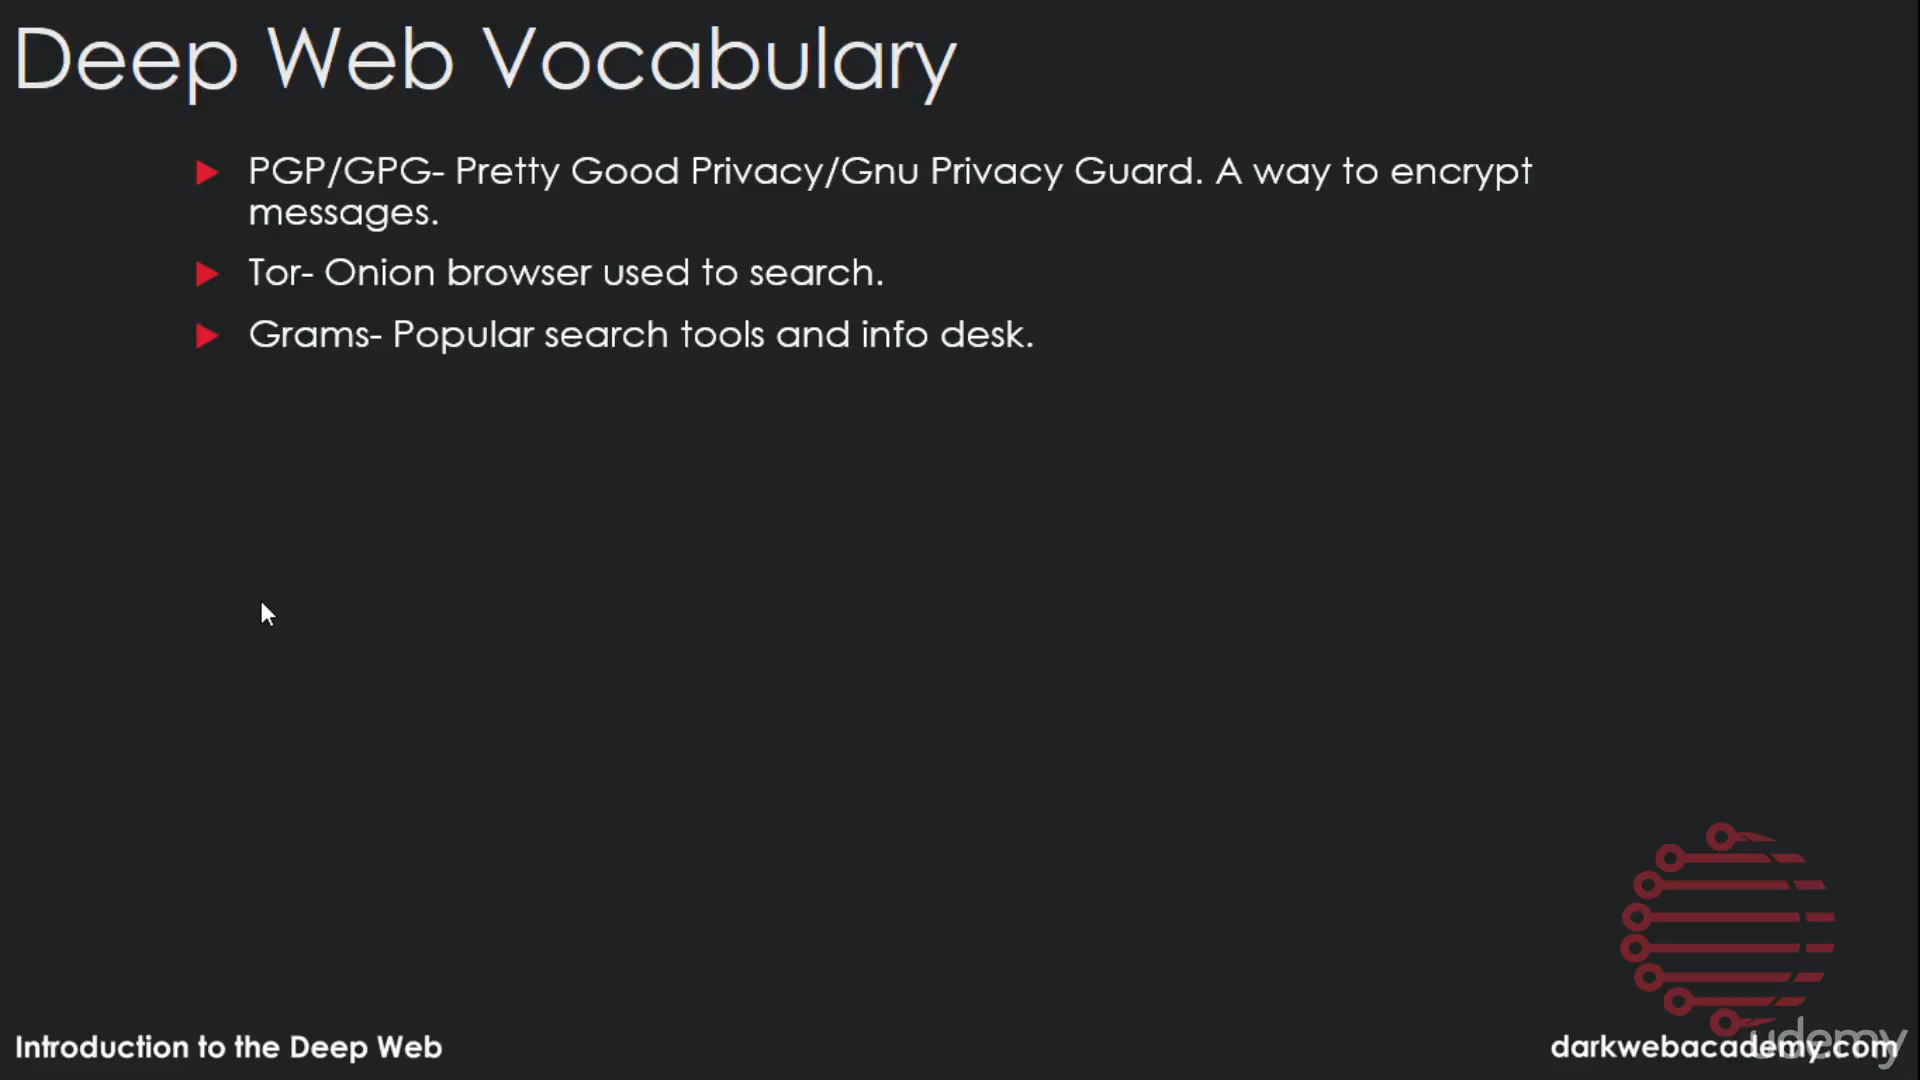 Deep Web Vocabulary
PGP/GPG- Pretty Good Privacy/Gnu Privacy Guard. A way to encrypt
messages.
Tor- Onion browser used to search.
Grams- Popular search tools and info desk.
Introduction to the Deep Web
darkwebacademy.com
udemy